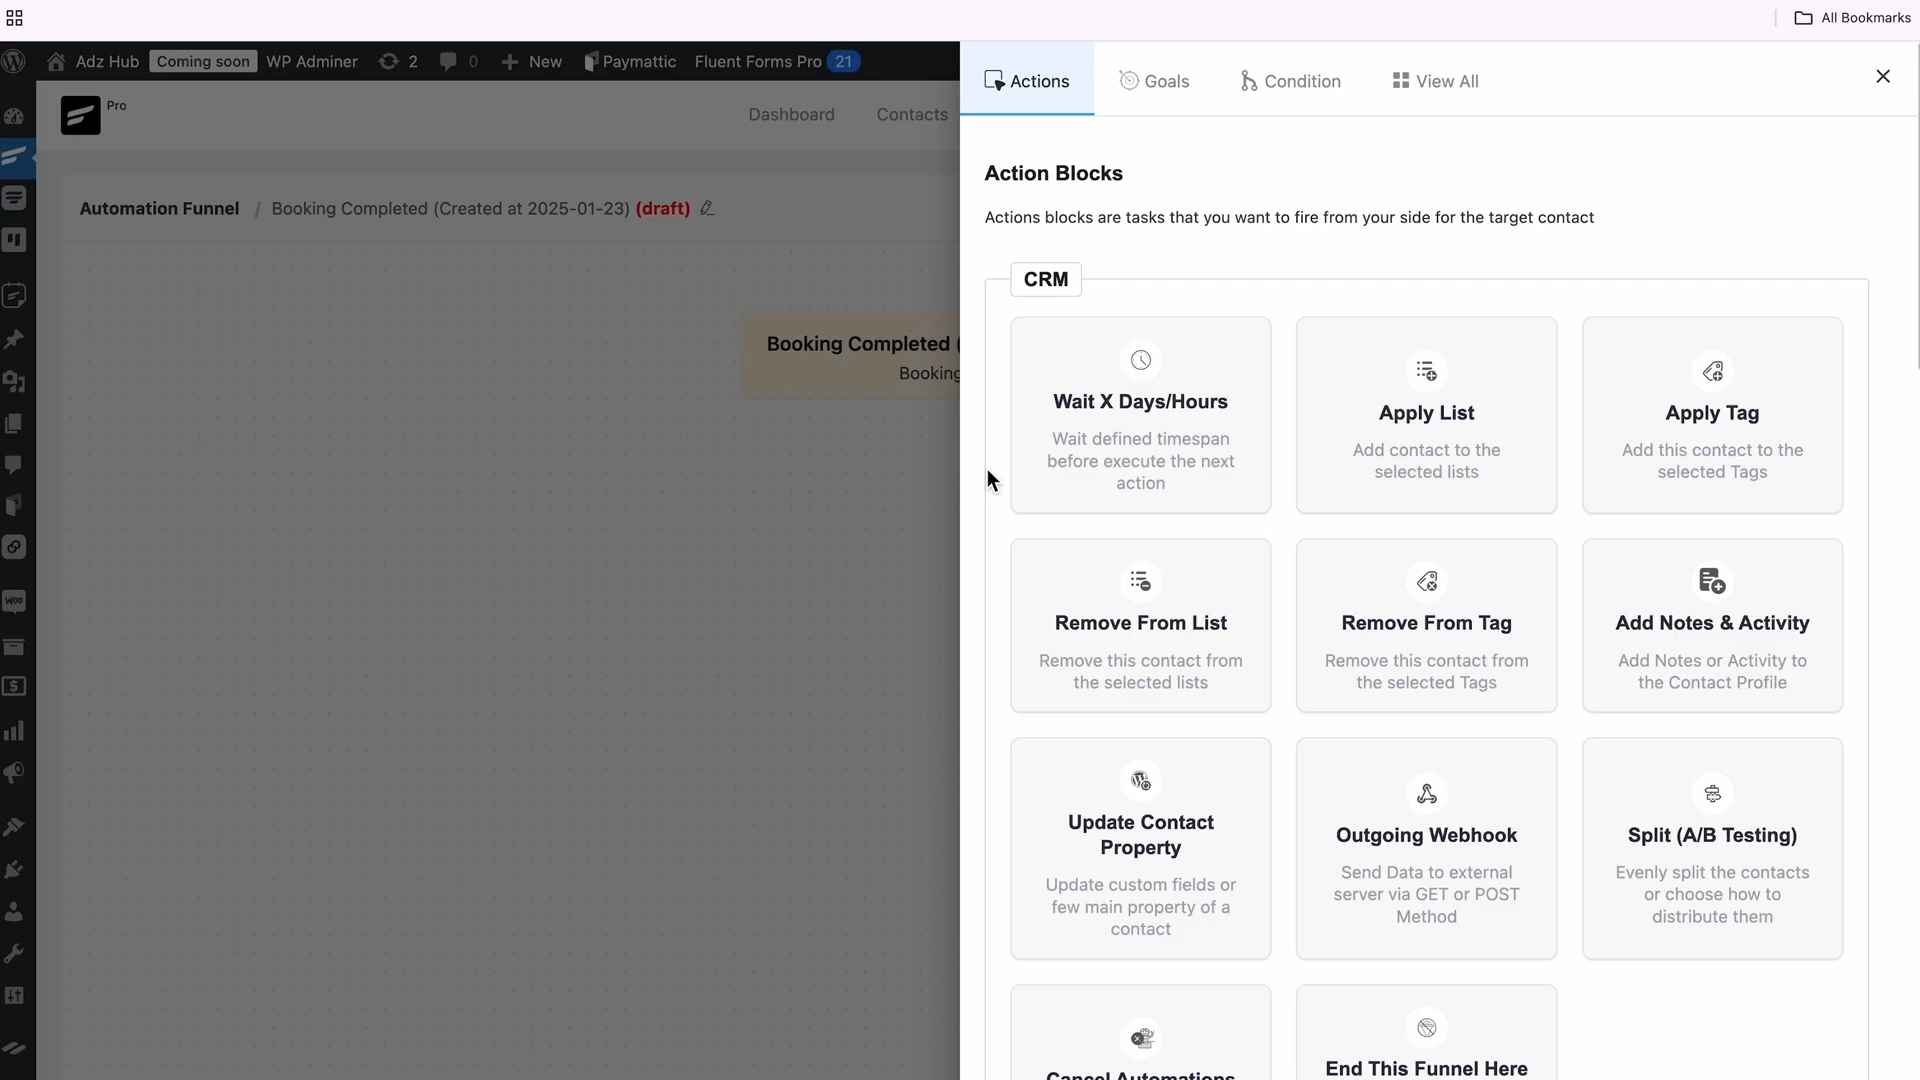 All Bookmarks
Adz Hub
Coming soon
WP Adminer
2
0
New
Paymattic
Fluent Forms Pro
21
Pro
Dashboard
Contacts
Automation Funnel / Booking Completed (Created at 2025-01-23) (draft)
Booking Completed (
Booking
WOO
Actions
Goals
Condition
View All
Action Blocks
Actions blocks are tasks that you want to fire from your side for the target contact
CRM
Wait X Days/Hours
Wait defined timespan
before execute the next
action
Apply List
Add contact to the
selected lists
Apply Tag
Add this contact to the
selected Tags
Remove From List
Remove this contact from
the selected lists
Remove From Tag
Remove this contact from
the selected Tags
Add Notes & Activity
Add Notes or Activity to
the Contact Profile
Update Contact
Property
Update custom fields or
few main property of a
contact
Outgoing Webhook
Send Data to external
server via GET or POST
Method
Split (A/B Testing)
Evenly split the contacts
or choose how to
distribute them
Cancel Automations
End This Funnel Here